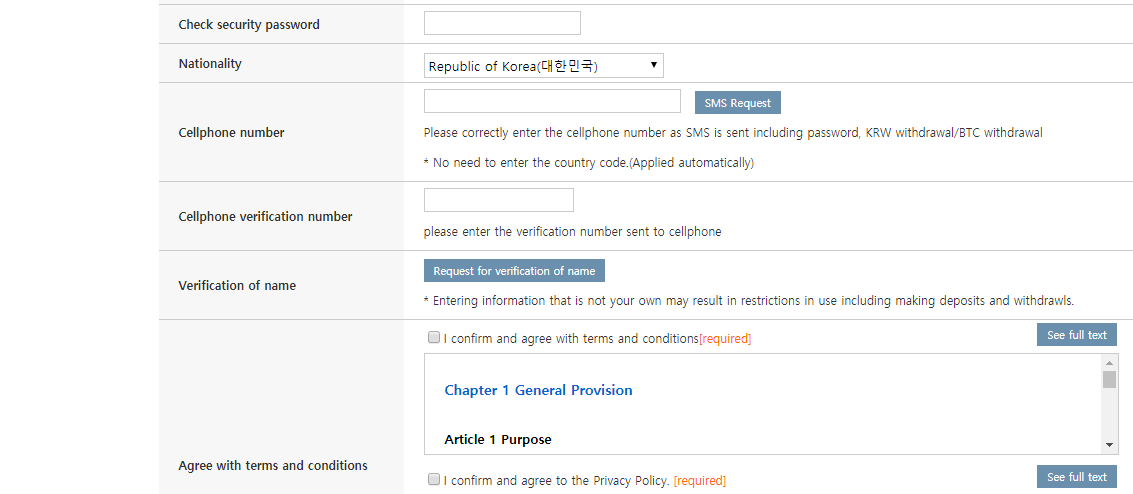 Check security password
Nationality
Republic of Korea(대한민국)
SMS Request
Cellphone number
Please correctly enter the cellphone number as SMS is sent including password, KRW withdrawal/BTC withdrawal
* No need to enter the country code.(Applied automatically)
Cellphone verification number
please enter the verification number sent to cellphone
Request for verification of name
Verification of name
* Entering information that is not your own may result in restrictions in use including making deposits and withdrawls.
I confirm and agree with terms and conditions[required]
See full text
Chapter 1 General Provision
Article 1 Purpose
Agree with terms and conditions
I confirm and agree to the Privacy Policy. [required]
See full text